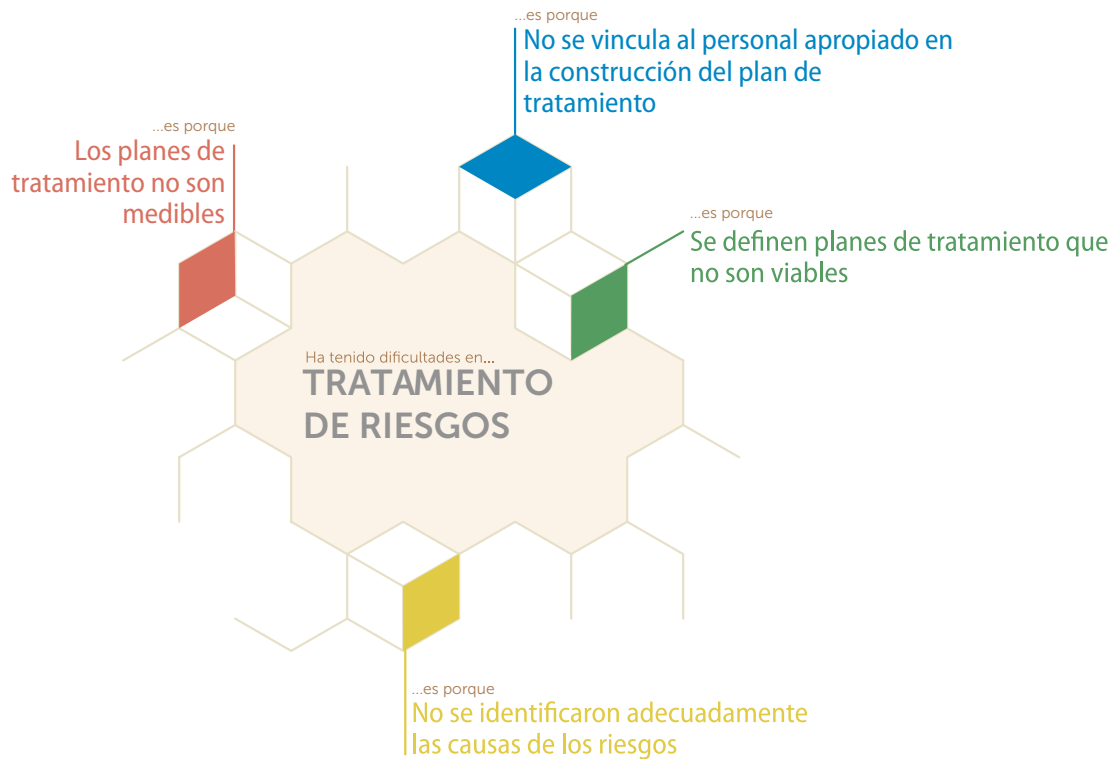 ...es porque
No se vincula al personal apropiado en
la construcción del plan de
tratamiento
...es porque
Los planes de
tratamiento no son
medibles
...es porque
Se definen planes de tratamiento que
no son viables
Ha tenido dificultades en...
TRATAMIENTO
DE RIESGOS
...es porque
No se identificaron adecuadamente
las causas de los riesgos